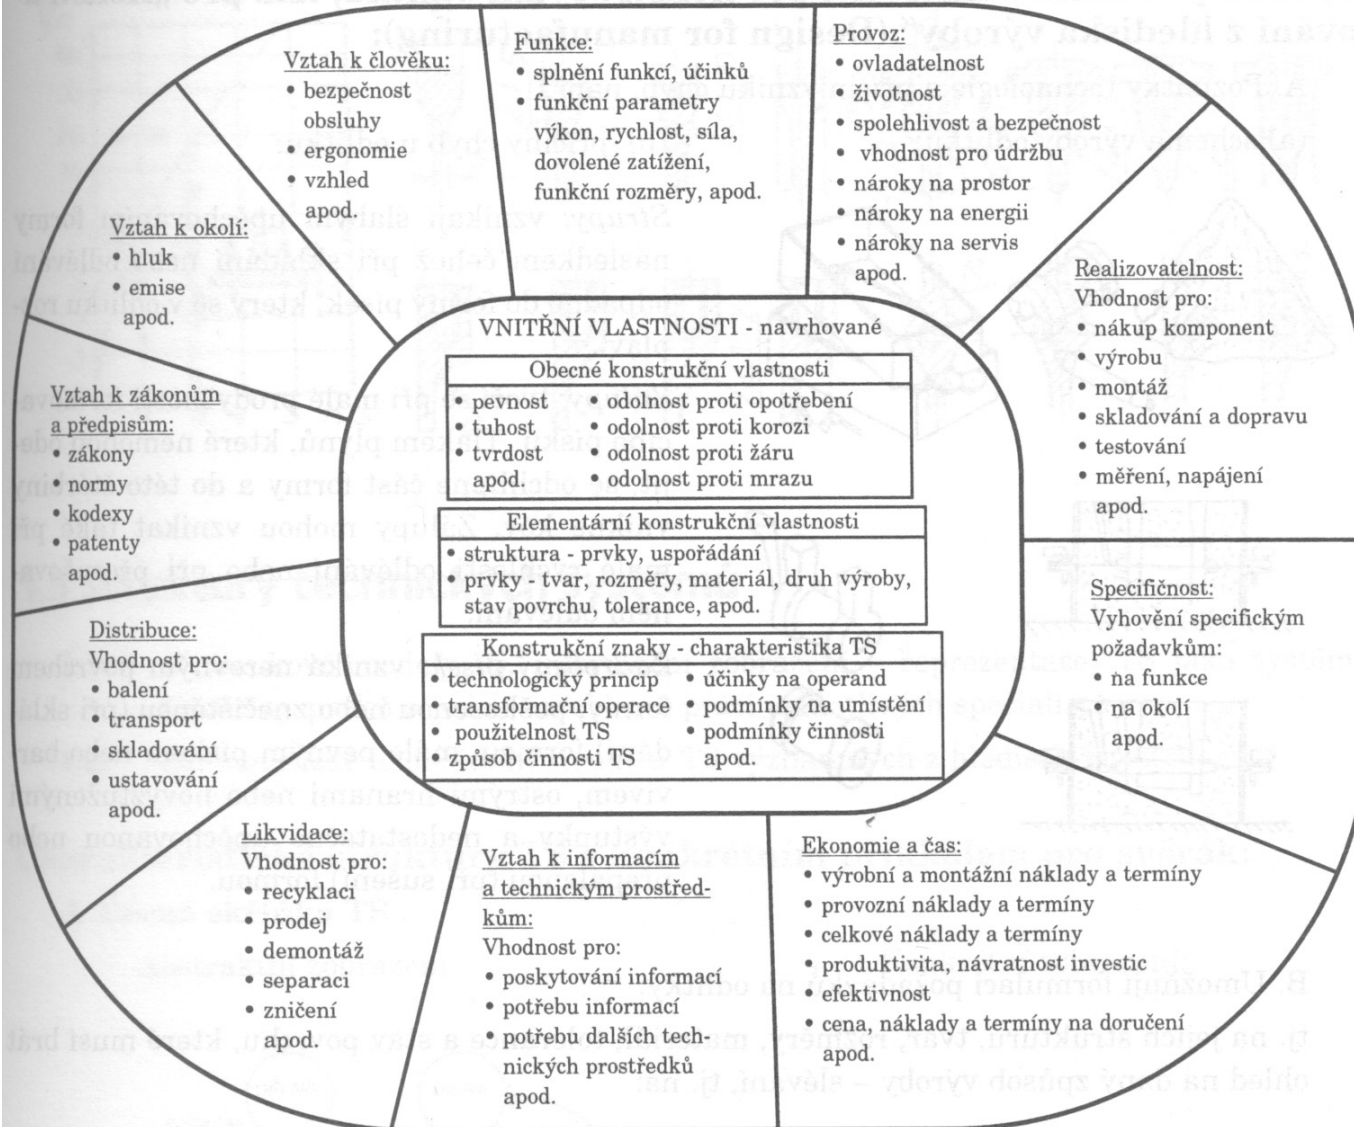 Vztah k člověku:
• bezpečnost
obsluhy
• ergonomie
• vzhled
apod.
Funkce:
• splnění funkcí, účinků
• funkční parametry
výkon, rychlost, síla,
dovolené zatížení,
funkční rozměry, apod.
Provoz:
• ovladatelnost
• životnost
• spolehlivost a bezpečnost
• vhodnost pro údržbu
• nároky na prostor
• nároky na energii
• nároky na servis
apod.
Vztah k okolí:
• hluk
• emise
apod.
Realizovatelnost:
Vhodnost pro:
• nákup komponent
• výrobu
• montáž
• skladování a dopravu
• testování
• měření, napájení
apod.
Vztah k zákonům
a předpisům:
• zákony
• normy
• kodexy
• patenty
apod.
VNITŘNÍ VLASTNOSTI - navrhované
Obecné konstrukční vlastnosti
• pevnost
• tuhost
• tvrdost
apod.
• odolnost proti opotřebení
• odolnost proti korozi
• odolnost proti žáru
• odolnost proti mrazu
Elementární konstrukční vlastnosti
• struktura - prvky, uspořádání
• prvky - tvar, rozměry, materiál, druh výroby,
stav povrchu, tolerance, apod.
Konstrukční znaky - charakteristika TS
• technologický princip
• transformační operace
• použitelnost TS
• způsob činnosti TS
• účinky na operand
• podmínky na umístění
• podmínky činnosti
apod.
Specifičnost:
Vyhovění specifickým
požadavkům:
• na funkce
• na okolí
apod.
Distribuce:
Vhodnost pro:
• balení
• transport
• skladování
• ustavování
apod.
Likvidace:
Vhodnost pro:
• recyklaci
• prodej
• demontáž
• separaci
• zničení
apod.
Vztah k informacím
a technickým prostřed-
kům:
Vhodnost pro:
• poskytování informací
• potřebu informací
• potřebu dalších tech-
nických prostředků
apod.
Ekonomie a čas:
• výrobní a montážní náklady a termíny
• provozní náklady a termíny
• celkové náklady a termíny
• produktivita, návratnost investic
• efektivnost
• cena, náklady a termíny na doručení
apod.